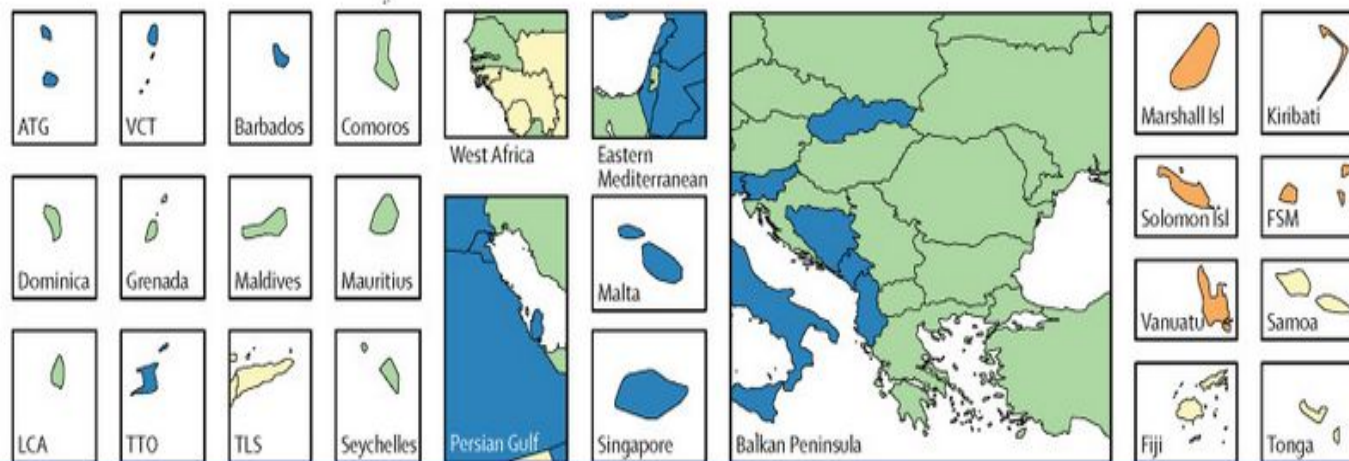 ATG
VCT
Barbados
Comoros
West Africa
Eastern
Mediterranean
Marshall Isl
Kiribati
Dominica
Grenada
Maldives
Mauritius
Malta
Solomon Isl
FSM
Vanuatu
Samoa
LCA
TTO
TLS
Seychelles
Persian Gulf
Singapore
Balkan Peninsula
Fiji
Tonga